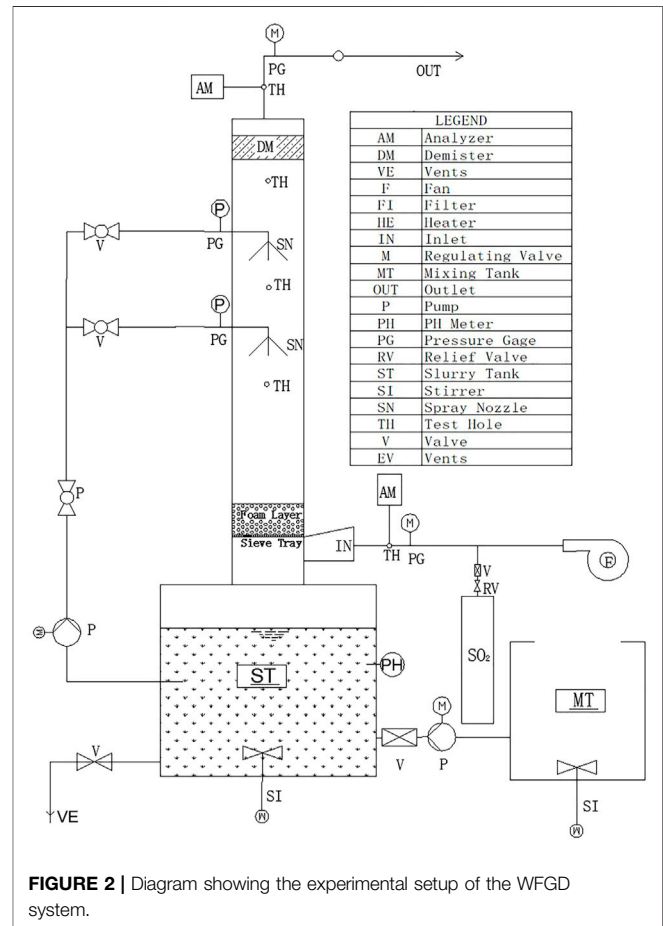 M
PG
OUT
AM
TH
DM
TH
P
V
PG
SN
TH
P
V
PG
SN
TH
LEGEND
AM Analyzer
DM Demister
VE Vents
F Fan
FI Filter
HE Heater
IN Inlet
M Regulating Valve
MT Mixing Tank
OUT Outlet
P Pump
PH PH Meter
PG Pressure Gage
RV Relief Valve
ST Slurry Tank
SI Stirrer
SN Spray Nozzle
TH Test Hole
V Valve
EV Vents
AM
P
Foam Layer
M
Sieve Tray
IN
TH PG
F
V
RV
M
P
SO₂
ST
PH
M
MT
V
V
P
SI
SI
VE
M
M
FIGURE 2 | Diagram showing the experimental setup of the WFGD
system.